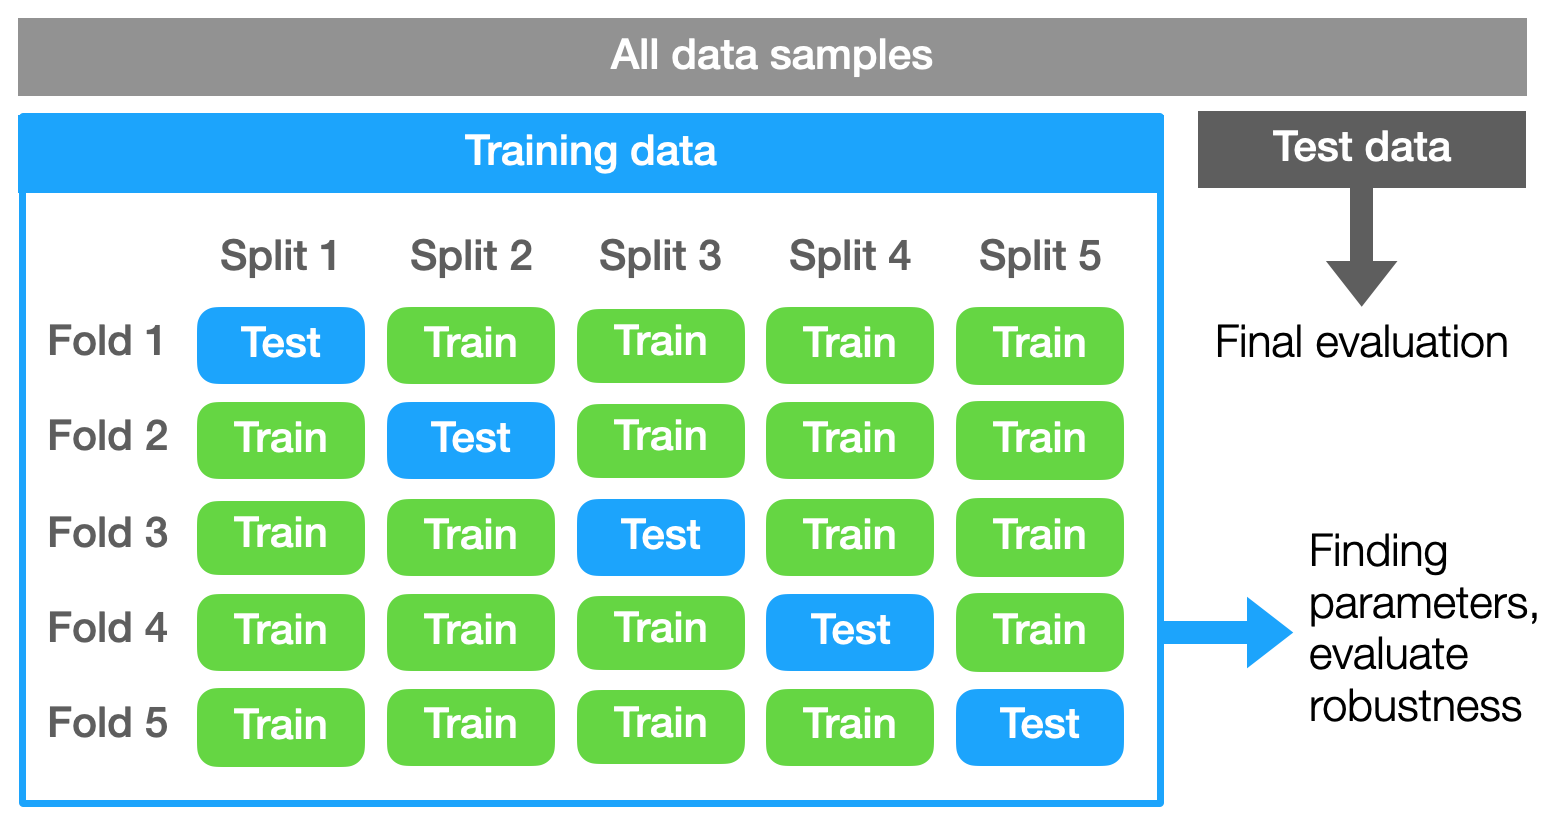 All data samples
Training data
Test data
Split 1 Split 2 Split 3 Split 4 Split 5
Fold 1 Test Train Train Train Train
Final evaluation
Fold 2 Train Test Train Train Train
Fold 3 Train Train Test Train Train
Fold 4 Train Train Train Test Train
Fold 5 Train Train Train Train Test
Finding
parameters,
evaluate
robustness